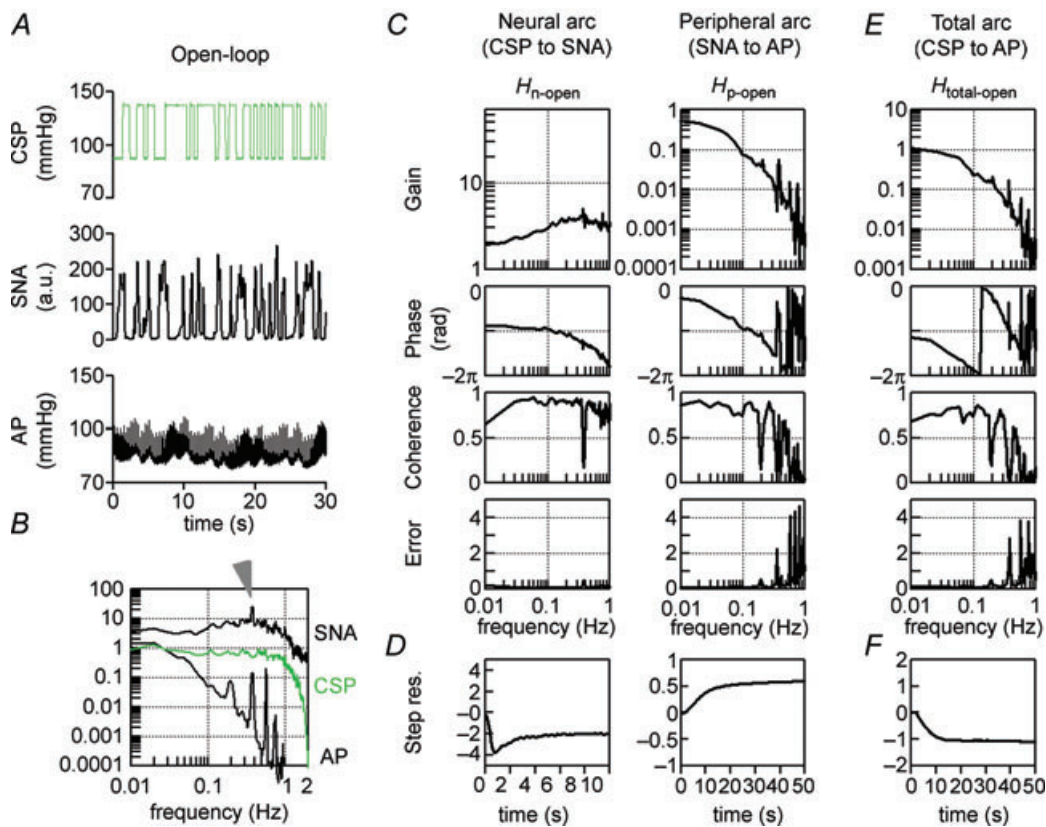 A
Open-loop
150
100
70
CSP
(mmHg)
300
200
100
0
SNA
(a.u.)
150
100
70
AP
(mmHg)
0 10 20 30
time (s)
B
100
10
1
0.1
0.01
0.001
0.0001
SNA
CSP
AP
0.01 0.1 1 2
frequency (Hz)
C
Neural arc
(CSP to SNA)
Peripheral arc
(SNA to AP)
Hn-open
Hp-open
Gain
10
1
1
0.1
0.01
0.001
0.0001
Phase
(rad)
0
–2π
0
–2π
Coherence
1
0.5
0
1
0.5
0
Error
4
2
0
4
2
0
0.01 0.1 1
frequency (Hz)
0.01 0.1 1
frequency (Hz)
D
Step res.
0
–0
–2
–4
0 2 4 6 8 10
time (s)
1
0.5
0
–0.5
–1
0 10 20 30 40 50
time (s)
E
Total arc
(CSP to AP)
Htotal-open
10
1
0.1
0.01
0.001
0
–2π
1
0.5
0
4
2
0
0.01 0.1 1
frequency (Hz)
F
2
1
0
–1
–2
0 10 20 30 40 50
time (s)